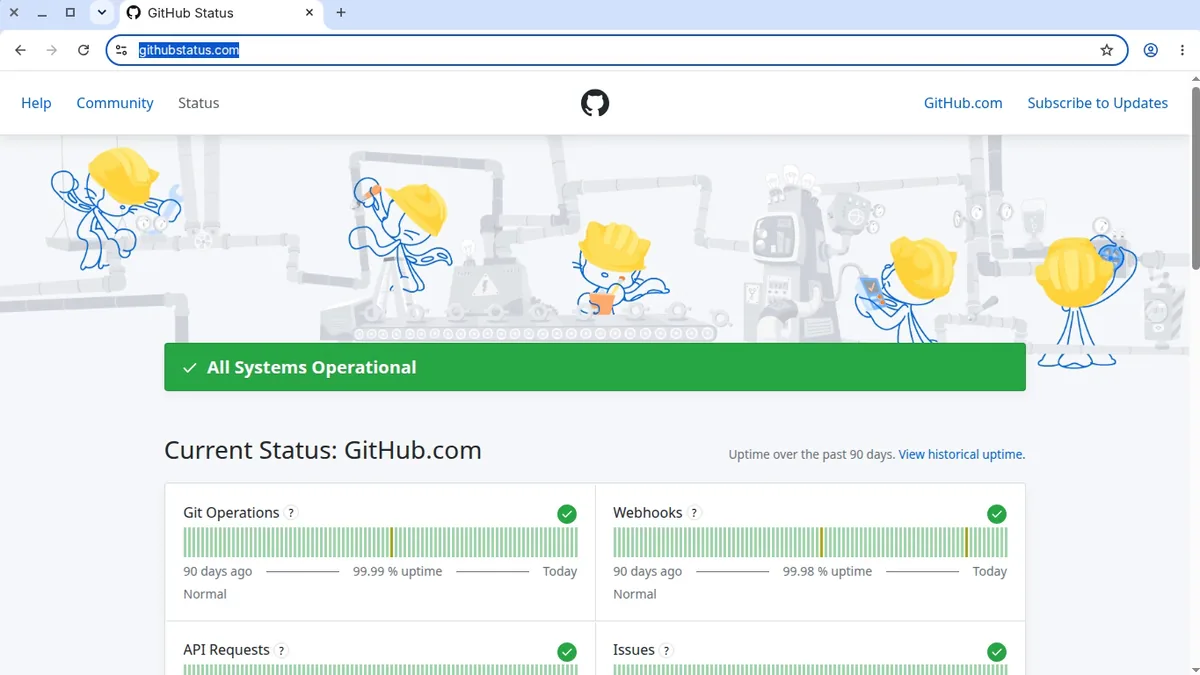 GitHub Status
githubstatus.com
Help Community Status GitHub.com Subscribe to Updates
All Systems Operational
Current Status: GitHub.com
Uptime over the past 90 days. View historical uptime.
Git Operations ?
90 days ago 99.99 % uptime Today
Normal
Webhooks ?
90 days ago 99.98 % uptime Today
Normal
API Requests ?
Issues ?